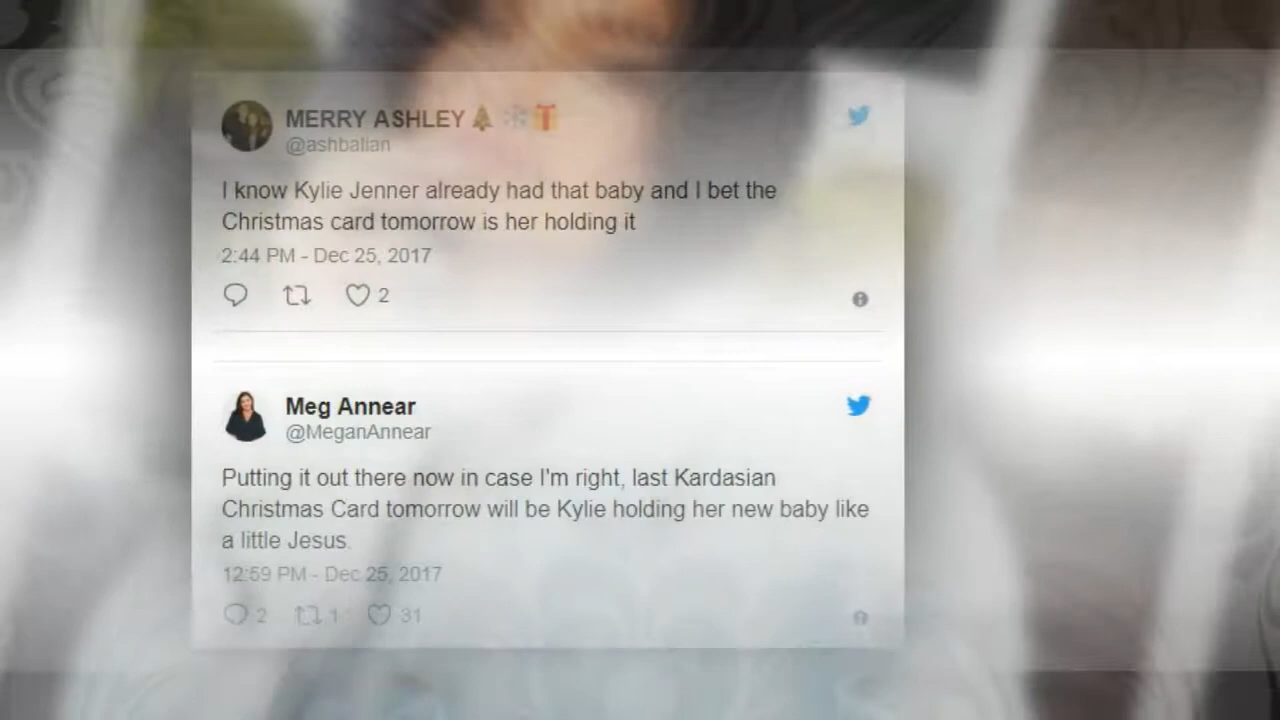 MERRY ASHLEY 🎄 ❄️🎁
@ashbalian
I know Kylie Jenner already had that baby and I bet the
Christmas card tomorrow is her holding it
2:44 PM - Dec 25, 2017
2
Meg Annear
@MeganAnnear
Putting it out there now in case I'm right, last Kardasian
Christmas Card tomorrow will be Kylie holding her new baby like
a little Jesus.
12:59 PM - Dec 25, 2017
2 1 31